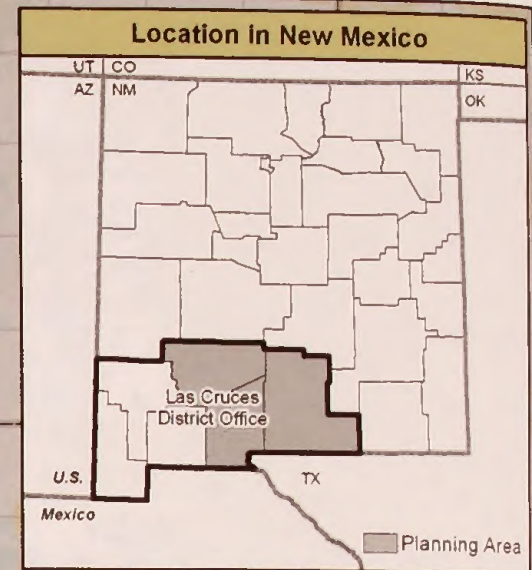 Location in New Mexico
UT CO
KS
AZ NM
OK
Las Cruces
District Office
U.S.
TX
Mexico
Planning Area